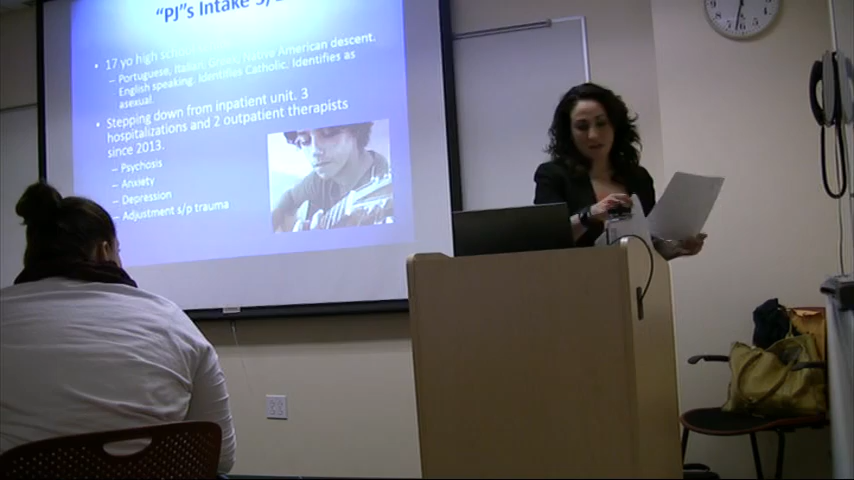 "PJ"s Intake
• 17 yo high
– Portuguese, Italian, Native American descent.
English speaking. Identifies Catholic. Identifies as
asexual.
• Stepping down from inpatient unit. 3
hospitalizations and 2 outpatient therapists
since 2013.
– Psychosis
– Anxiety
– Depression
– Adjustment s/p trauma